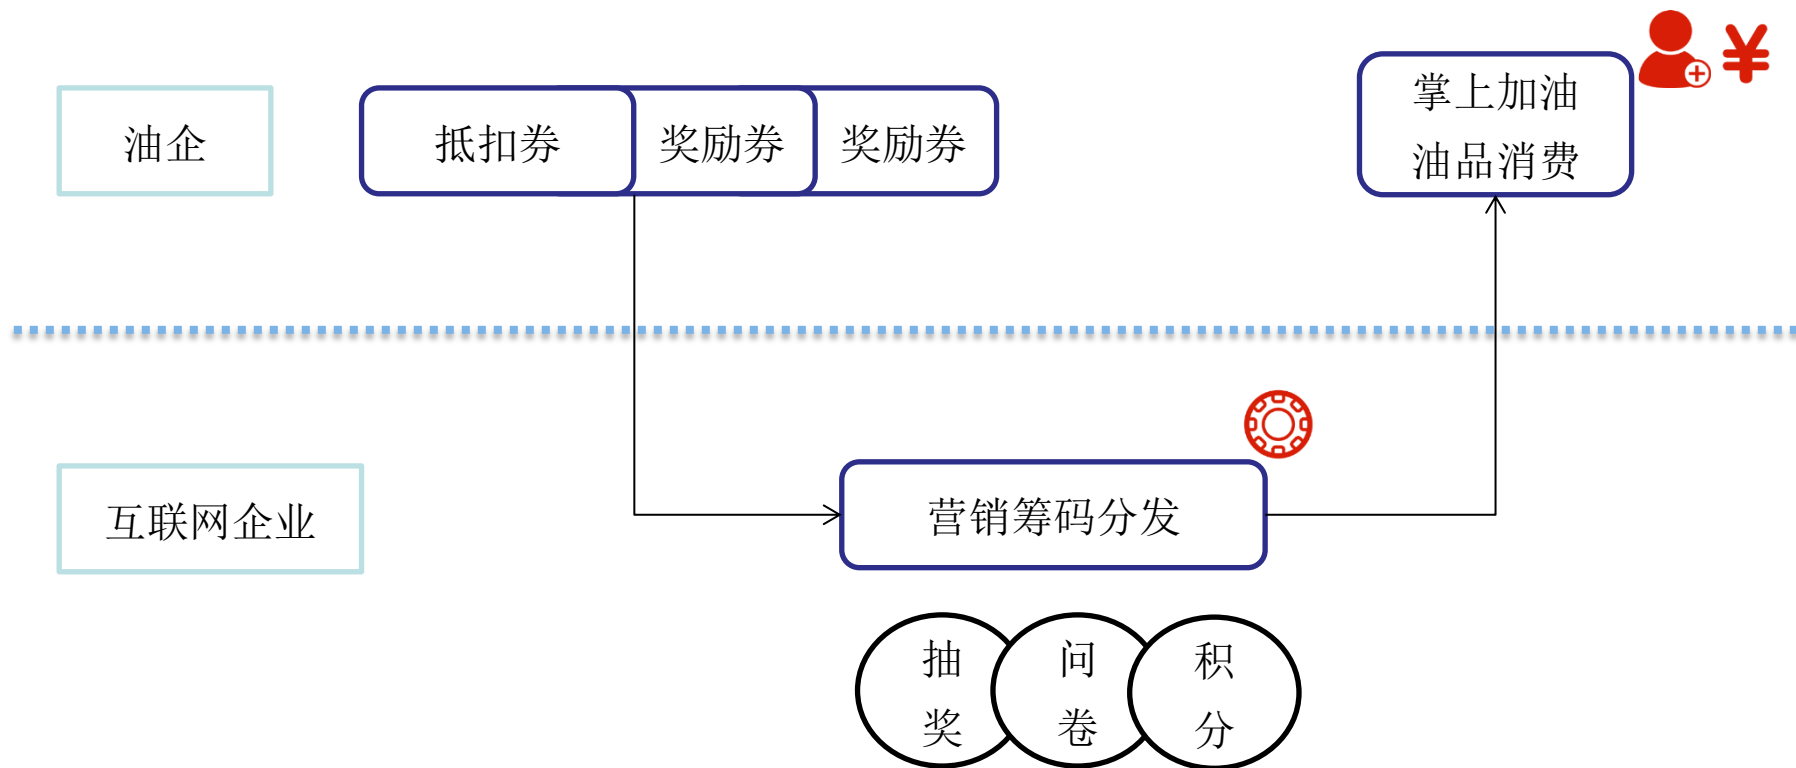 油企
抵扣券
奖励券
奖励券
掌上加油
油品消费
¥
互联网企业
营销筹码分发
抽
奖
问
卷
积
分